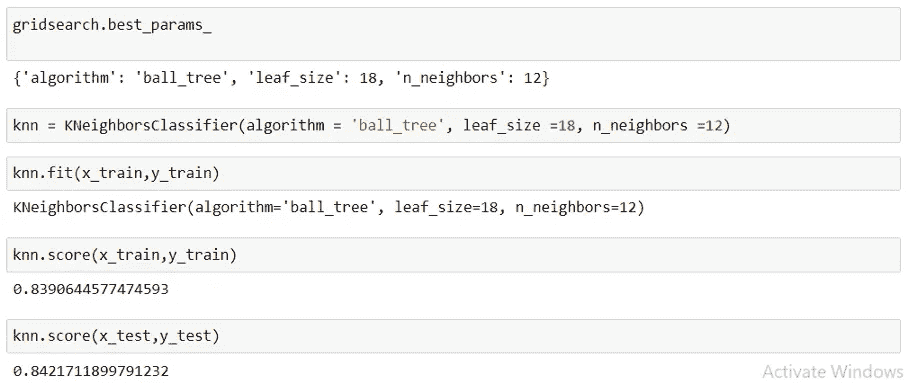 gridsearch.best_params_
{'algorithm': 'ball_tree', 'leaf_size': 18, 'n_neighbors': 12}
knn = KNeighborsClassifier(algorithm = 'ball_tree', leaf_size =18, n_neighbors =12)
knn.fit(x_train,y_train)
KNeighborsClassifier(algorithm='ball_tree', leaf_size=18, n_neighbors=12)
knn.score(x_train,y_train)
0.8390644577474593
knn.score(x_test,y_test)
0.8421711899791232
Activate Windows